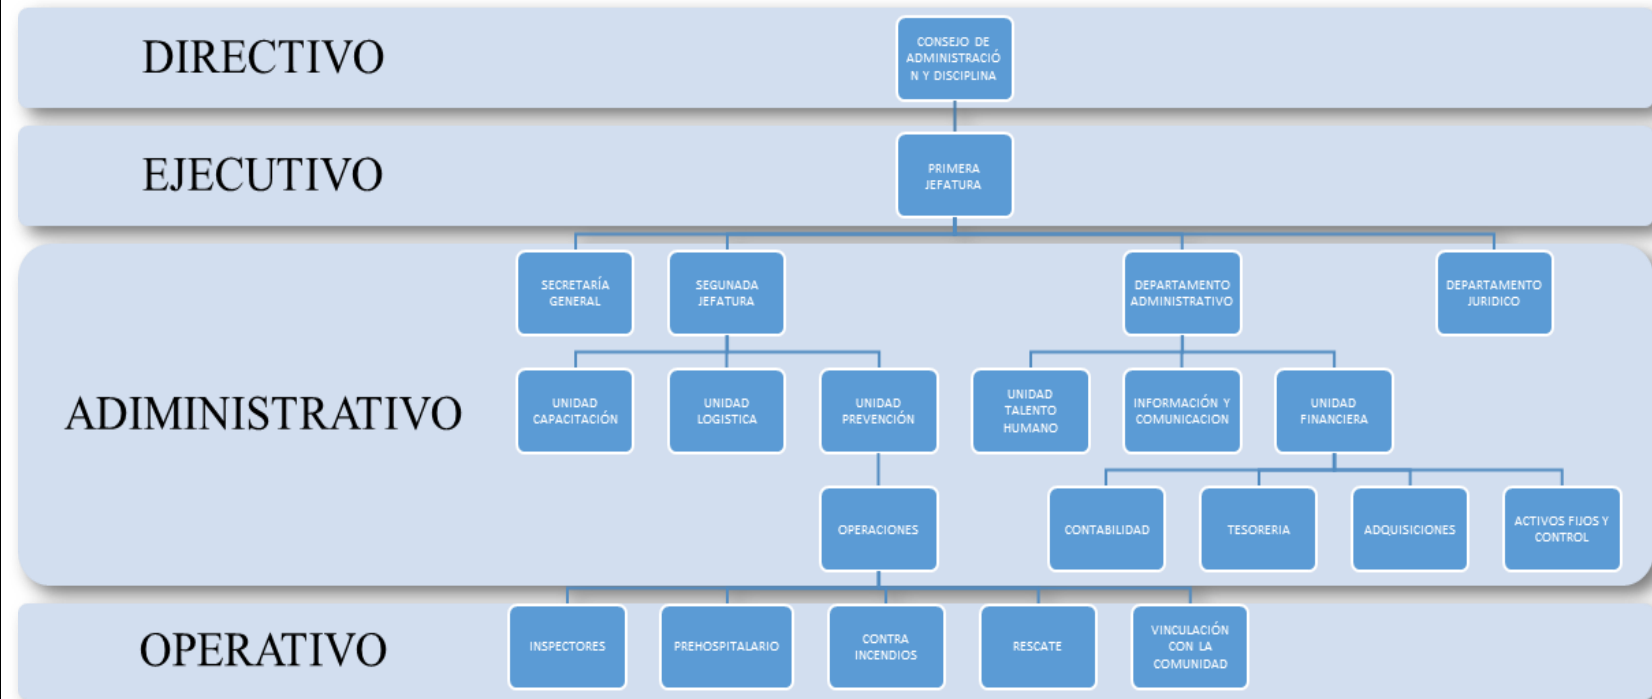 DIRECTIVO
CONSEJO DE
ADMINISTRACIÓ
N Y DISCIPLINA
EJECUTIVO
PRIMERA
JEFATURA
SECRETARÍA
GENERAL
SEGUNADA
JEFATURA
DEPARTAMENTO
ADMINISTRATIVO
DEPARTAMENTO
JURIDICO
ADIMINISTRATIVO
UNIDAD
CAPACITACIÓN
UNIDAD
LOGISTICA
UNIDAD
PREVENCIÓN
UNIDAD
TALENTO
HUMANO
INFORMACIÓN Y
COMUNICACION
UNIDAD
FINANCIERA
OPERACIONES
CONTABILIDAD
TESORERIA
ADQUISICIONES
ACTIVOS FIJOS Y
CONTROL
OPERATIVO
INSPECTORES
PREHOSPITALARIO
CONTRA
INCENDIOS
RESCATE
VINCULACIÓN
CON LA
COMUNIDAD